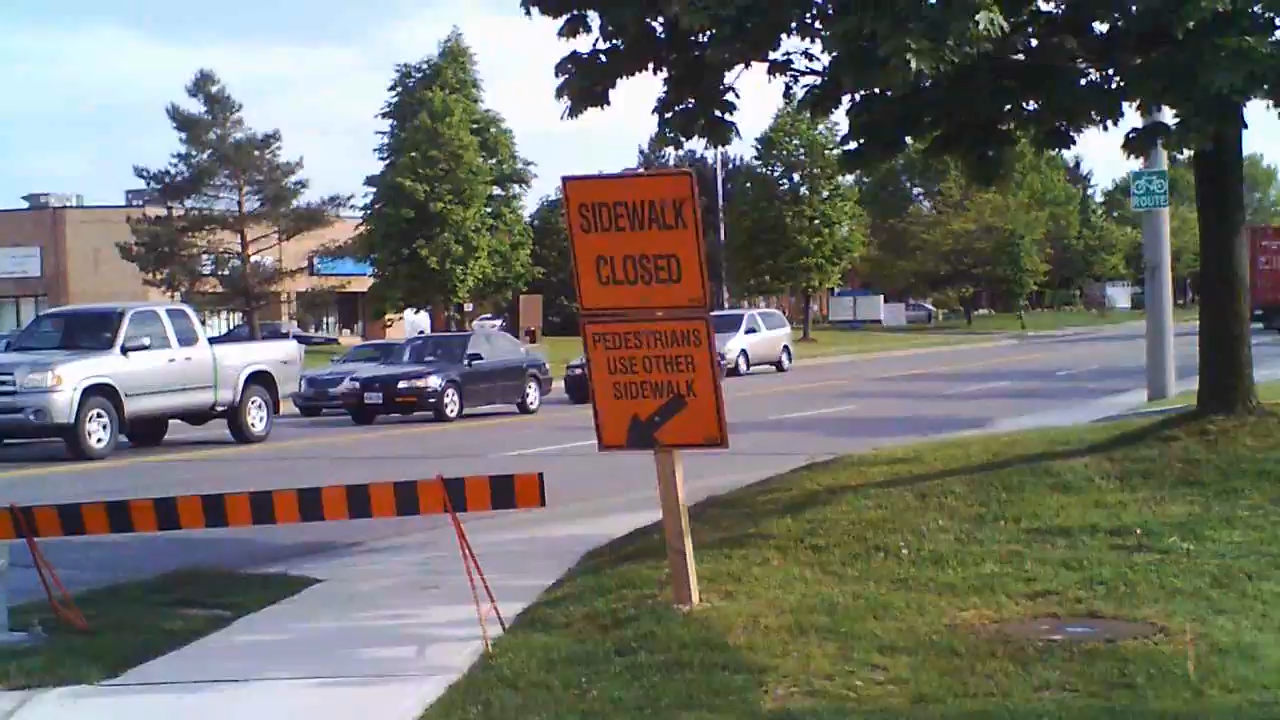 SIDEWALK
CLOSED
PEDESTRIANS
USE OTHER
SIDEWALK
ROUTE